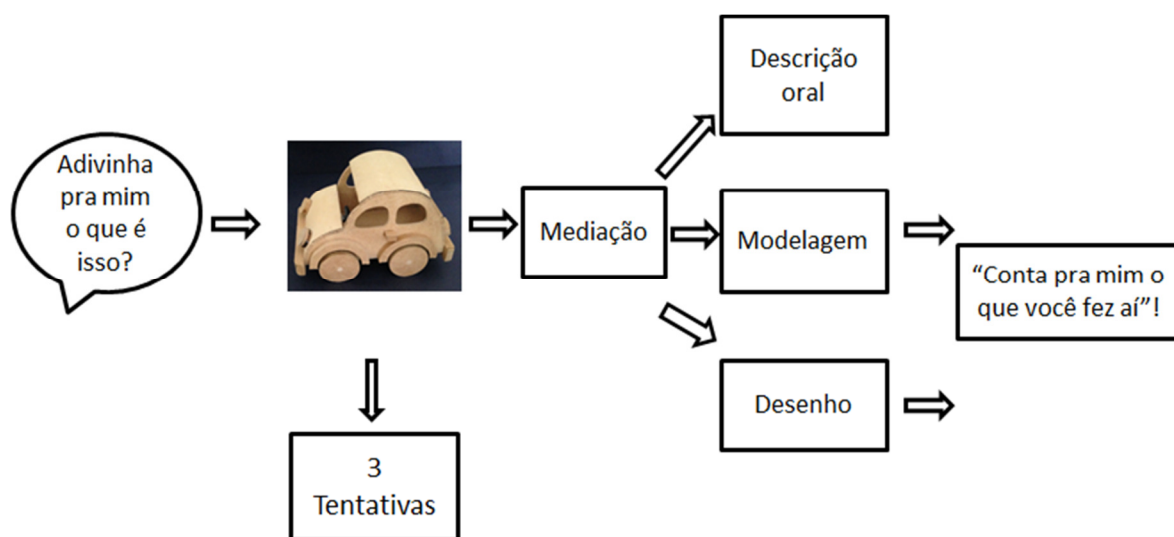 Adivinha
pra mim
o que é
isso?
3
Tentativas
Mediação
Descrição
oral
Modelagem
Desenho
“Conta pra mim o
que você fez aí”!